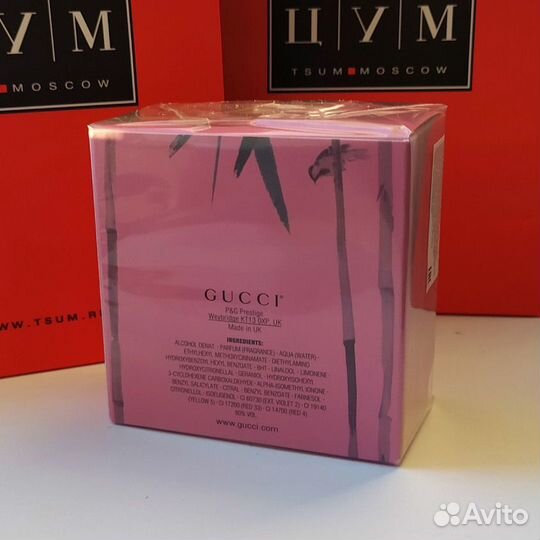 ЦУМ
TSUM MOSCOW
ЦУМ
TSUM MOSCOW
WWW.TSUM.R
GUCCI®
P&G Prestige
Weybridge KT13 0XP, UK
Made in UK
INGREDIENTS:
ALCOHOL DENAT - PARFUM (FRAGRANCE) - AQUA (WATER) -
ETHYLHEXYL METHOXYCINNAMATE - DIETHYLAMINO
HYDROXYBENZOYL HEXYL BENZOATE - BHT - LINALOOL - LIMONENE -
HYDROXYCITRONELLAL - GERANIOL - HYDROXYISOHEXYL
3-CYCLOHEXENE CARBOXALDEHYDE - ALPHA-ISOMETHYL IONONE -
BENZYL SALICYLATE - CITRAL - BENZYL BENZOATE - FARNESOL -
CITRONELLOL - ISOEUGENOL - CI 60730 (EXT. VIOLET 2) - CI 19140
(YELLOW 5) - CI 17200 (RED 33) - CI 14700 (RED 4)
80% VOL
www.gucci.com
Avito